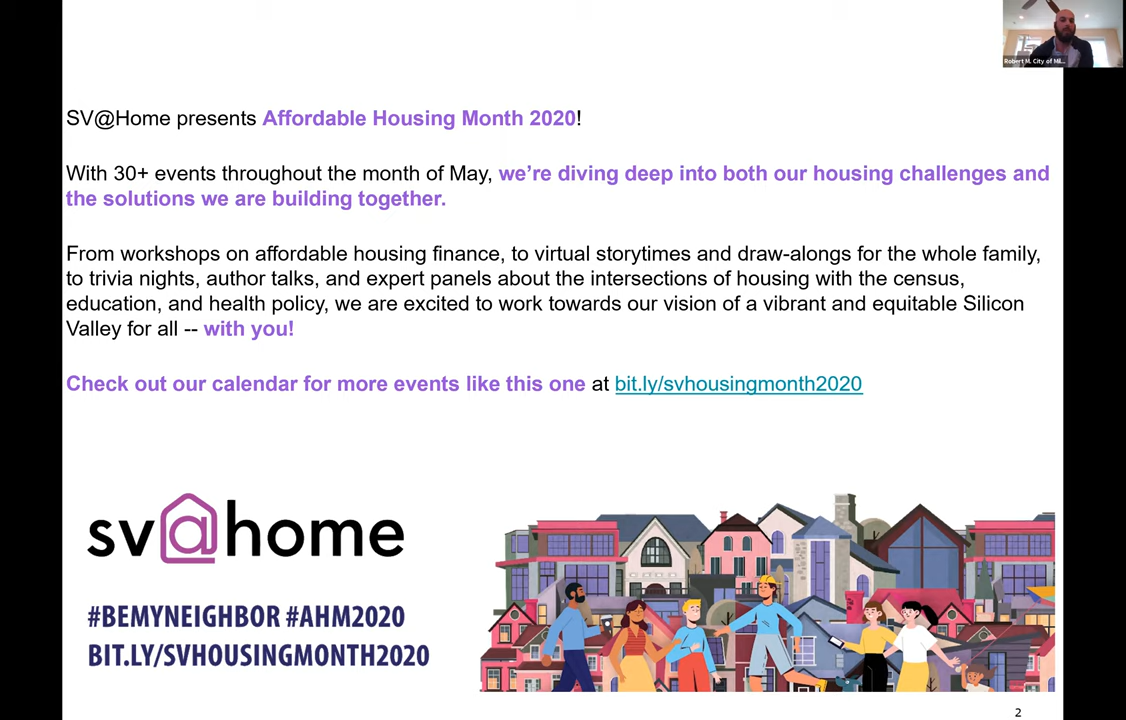 Robert M. City of Mil...
SV@Home presents Affordable Housing Month 2020!
With 30+ events throughout the month of May, we're diving deep into both our housing challenges and
the solutions we are building together.
From workshops on affordable housing finance, to virtual storytimes and draw-alongs for the whole family,
to trivia nights, author talks, and expert panels about the intersections of housing with the census,
education, and health policy, we are excited to work towards our vision of a vibrant and equitable Silicon
Valley for all -- with you!
Check out our calendar for more events like this one at bit.ly/svhousingmonth2020
sv@home
#BEMYNEIGHBOR #AHM2020
BIT.LY/SVHOUSINGMONTH2020
2